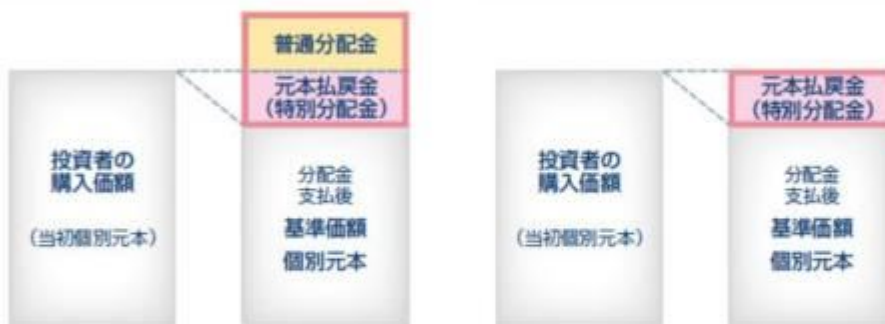 普通分配金
元本払戻金
（特別分配金）
投資者の
購入価額
（当初個別元本）
分配金
支払後
基準価額
個別元本
元本払戻金
（特別分配金）
投資者の
購入価額
（当初個別元本）
分配金
支払後
基準価額
個別元本